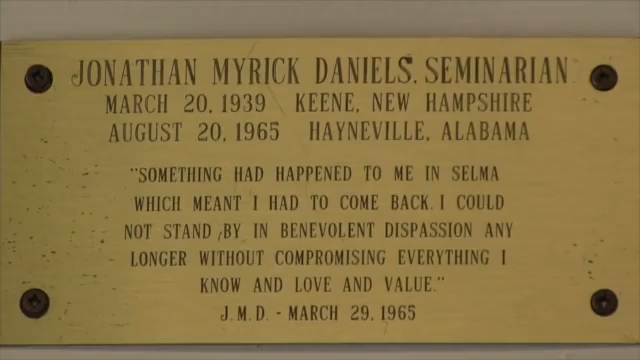 JONATHAN MYRICK DANIELS, SEMINARIAN
MARCH 20, 1939 KEENE, NEW HAMPSHIRE
AUGUST 20, 1965 HAYNEVILLE, ALABAMA
"SOMETHING HAD HAPPENED TO ME IN SELMA
WHICH MEANT I HAD TO COME BACK. I COULD
NOT STAND BY IN BENEVOLENT DISPASSION ANY
LONGER WITHOUT COMPROMISING EVERYTHING I
KNOW AND LOVE AND VALUE."
J.M.D. - MARCH 29, 1965